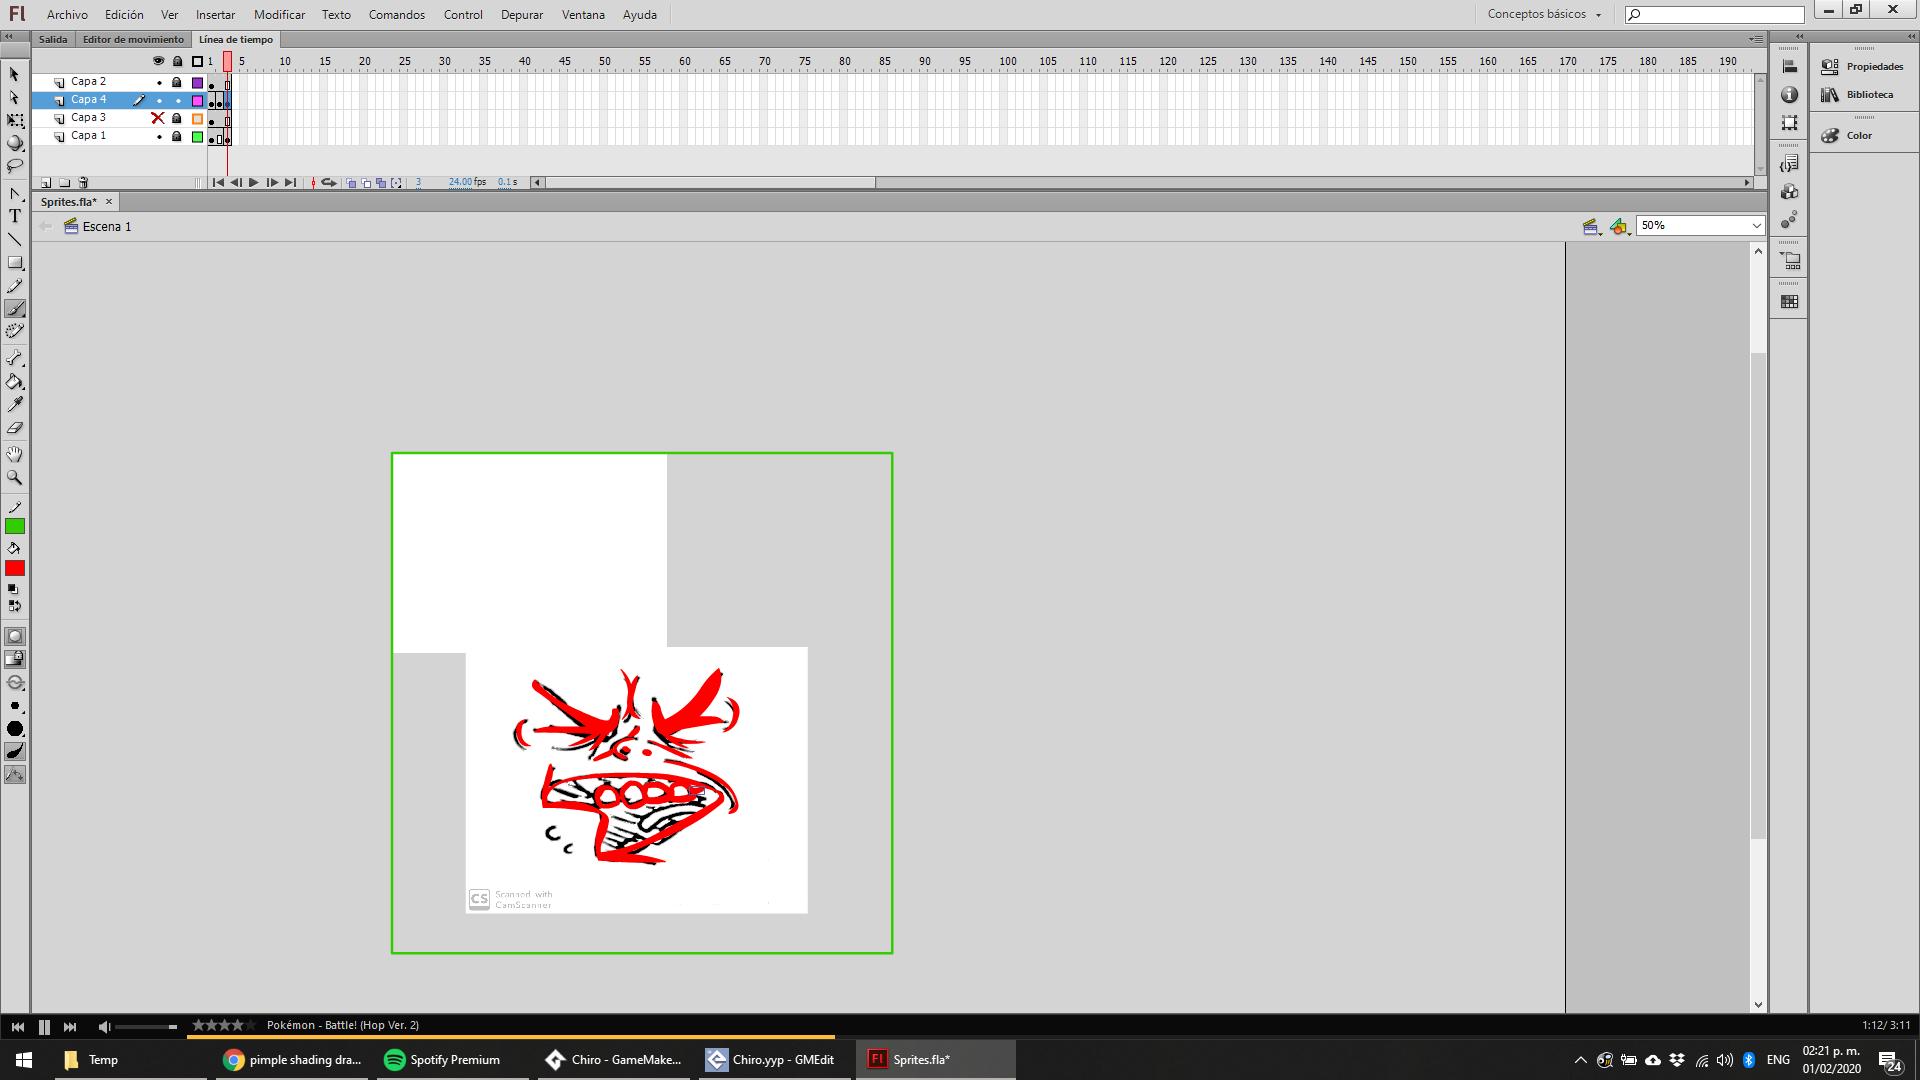 Fl Archivo Edición Ver Insertar Modificar Texto Comandos Control Depurar Ventana Ayuda Conceptos básicos
Salida Editor de movimiento Línea de tiempo
1 5 10 15 20 25 30 35 40 45 50 55 60 65 70 75 80 85 90 95 100 105 110 115 120 125 130 135 140 145 150 155 160 165 170 175 180 185 190
Capa 2
Capa 4
Capa 3
Capa 1
3 24.00 fps 0.1 s
Propiedades
Biblioteca
Color
Sprites.fla*
Escena 1
50%
T
CS Scanned with
CamScanner
Pokémon - Battle! (Hop Ver. 2)
1:12/ 3:11
Temp
pimple shading dra...
Spotify Premium
Chiro - GameMake...
Chiro.yyp - GMEdit
Fl Sprites.fla*
ENG
02:21 p. m.
01/02/2020
24